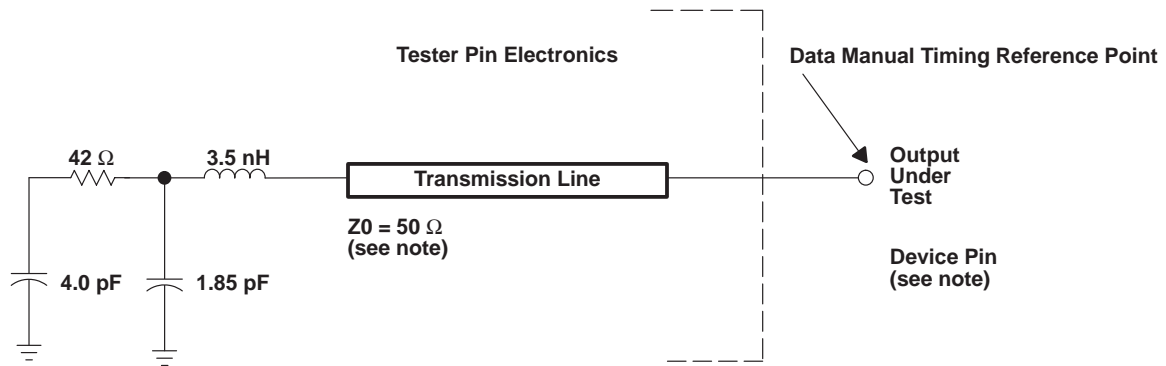 Tester Pin Electronics
Data Manual Timing Reference Point
42 Ω
3.5 nH
Transmission Line
Output
Under
Test
Z0 = 50 Ω
(see note)
Device Pin
(see note)
4.0 pF
1.85 pF